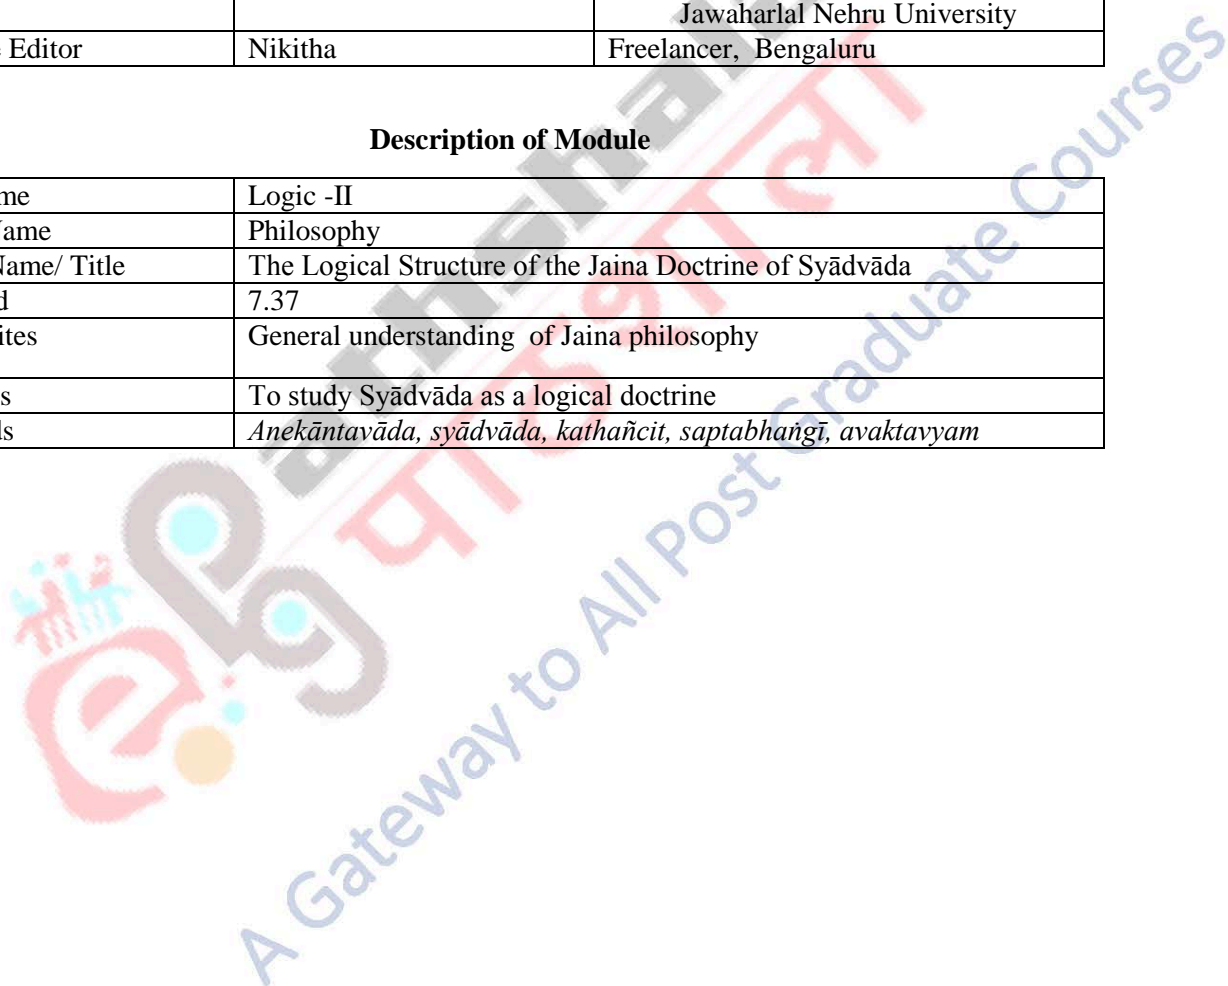 Jawaharlal Nehru University
Editor Nikitha Freelancer, Bengaluru
Description of Module
me Logic -II
ame Philosophy
Name/ Title The Logical Structure of the Jaina Doctrine of Syādvāda
d 7.37
ites General understanding of Jaina philosophy
s To study Syādvāda as a logical doctrine
ds Anekāntavāda, syādvāda, kathañcit, saptabhaṅgī, avaktavyam
athshala
पाठशाला
A Gateway to All Post Graduate Courses